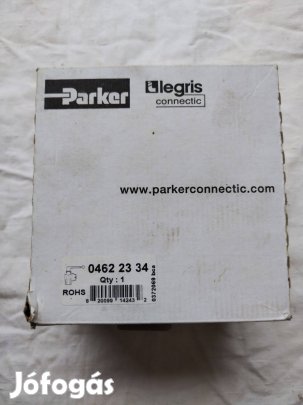 Parker
legris
connectic
www.parkerconnectic.com
0462 23 34
Qty : 1
ROHS
Jófogás